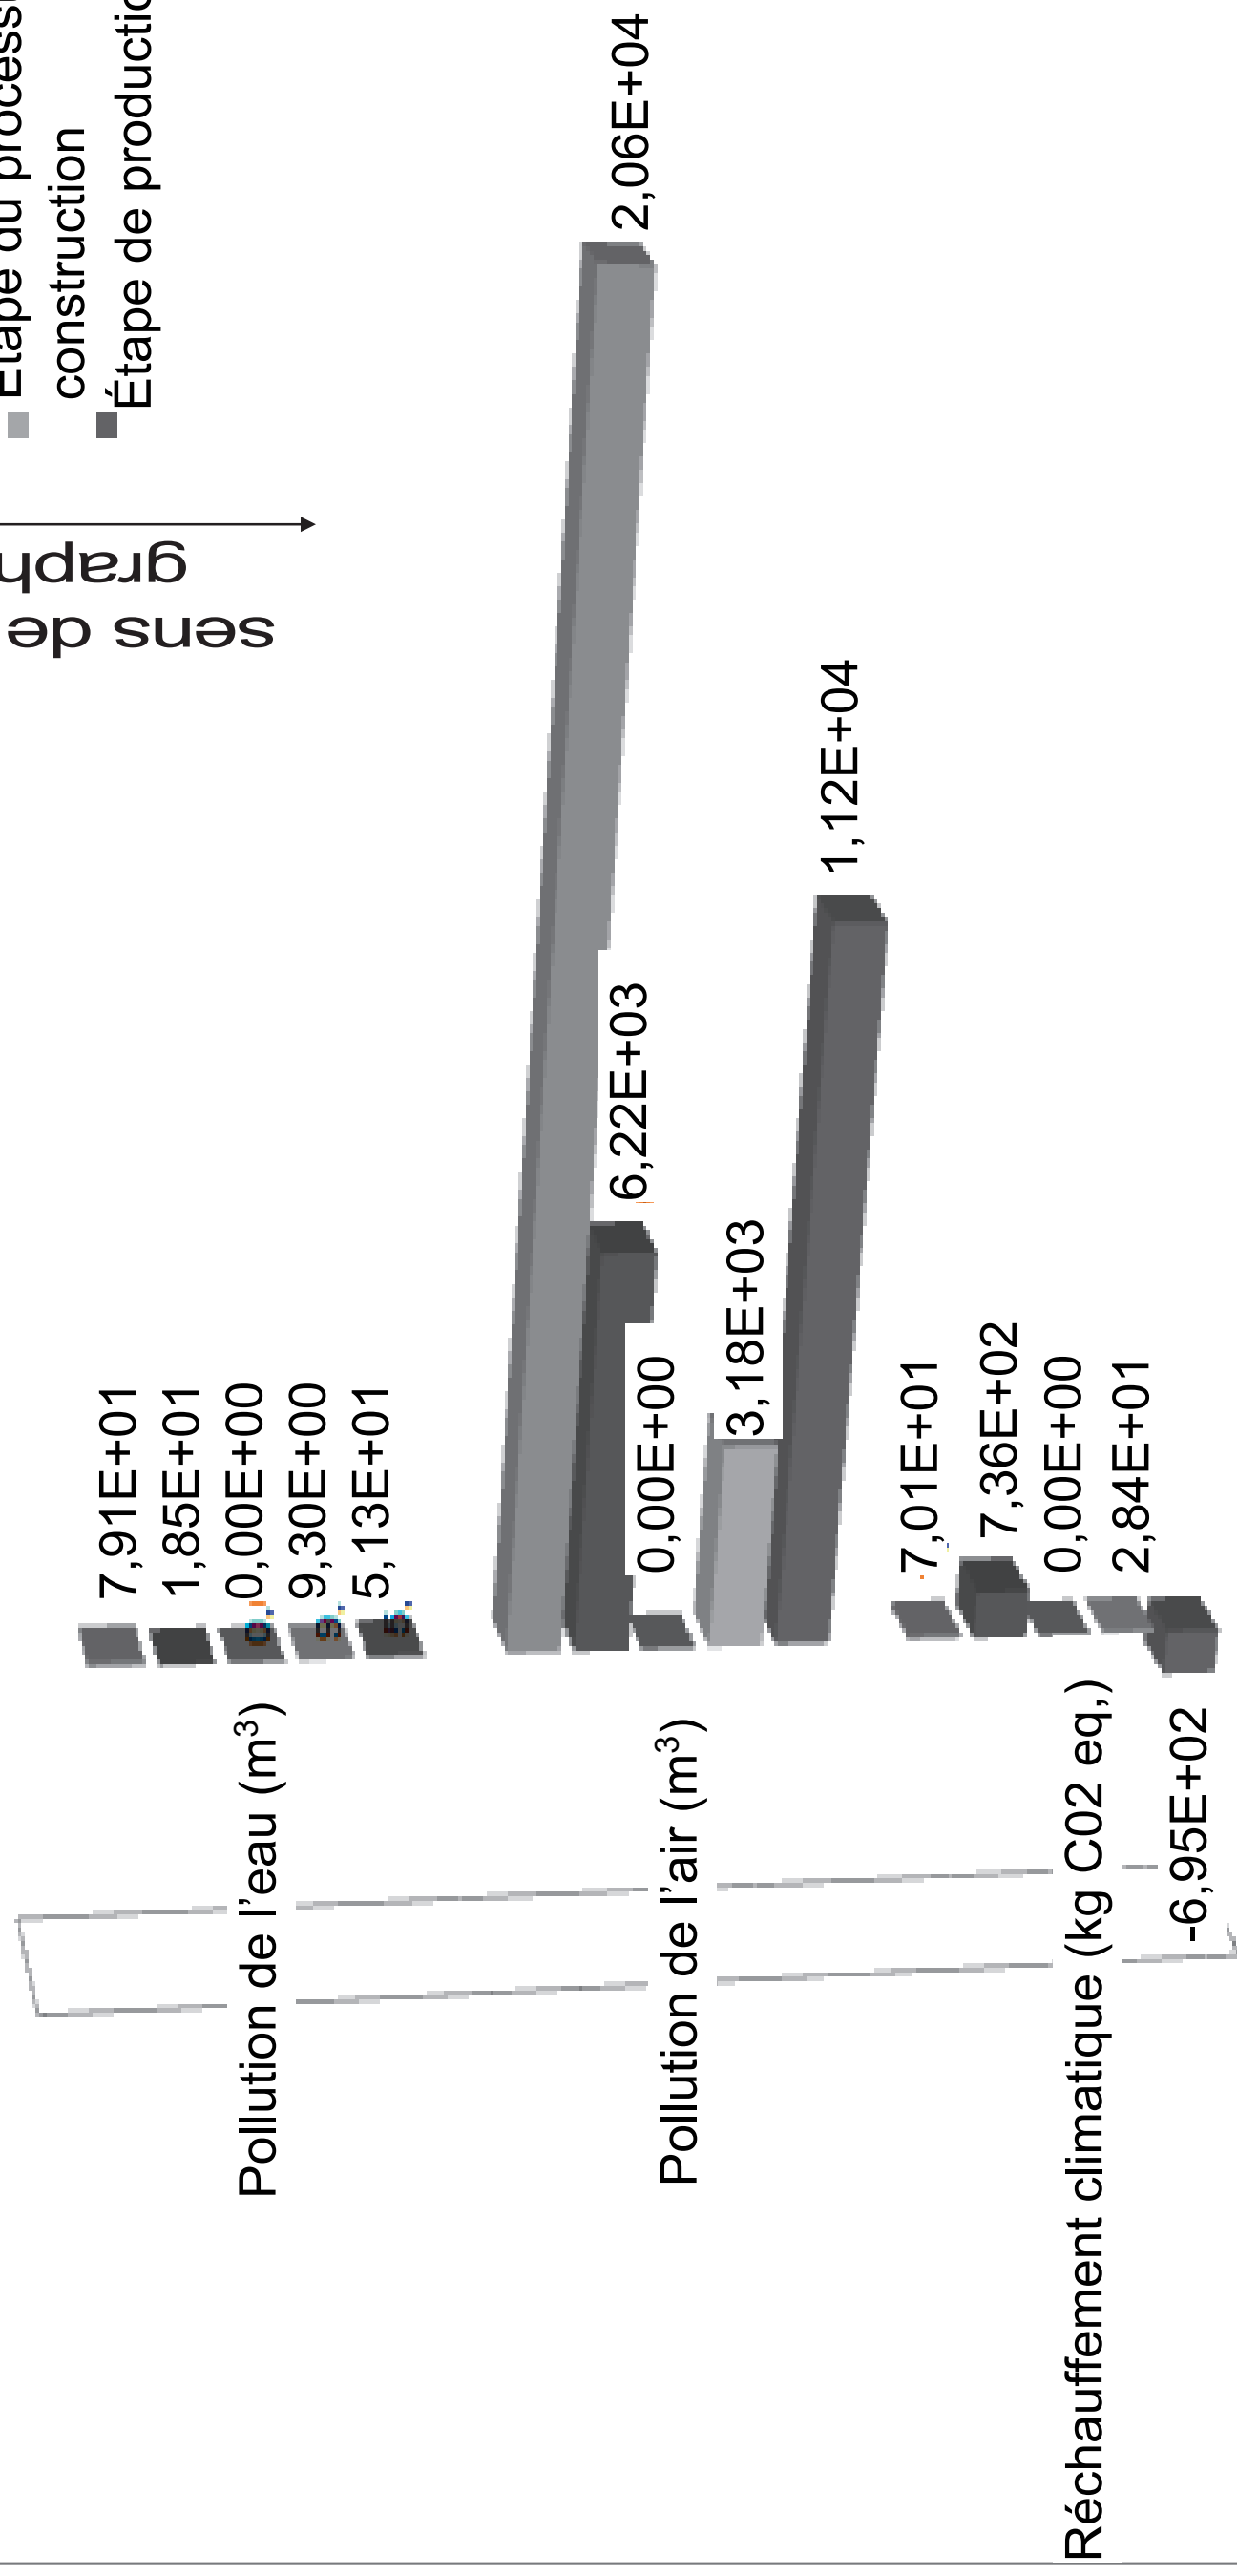 Étape du
construction
Étape de
sens de
7,91E+01
1,85E+01
0,00E+00
9,30E+00
5,13E+01
Pollution de l'eau (m³)
2,06E+04
6,22E+03
0,00E+00
3,18E+03
1,12E+04
Pollution de l'air (m³)
7,01E+01
7,36E+02
0,00E+00
2,84E+01
-6,95E+02
Réchauffement climatique (kg C02 eq,)